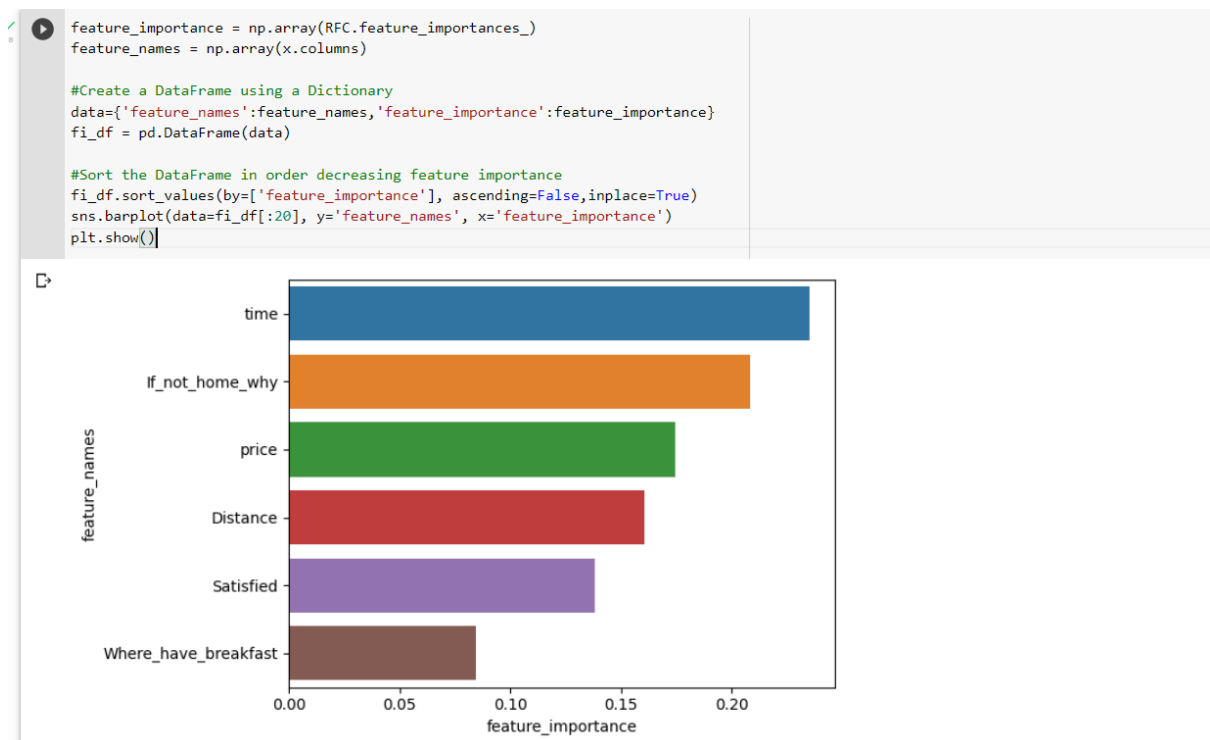 feature_importance = np.array(RFC.feature_importances_)
feature_names = np.array(x.columns)
#Create a DataFrame using a Dictionary
data={'feature_names':feature_names,'feature_importance':feature_importance}
fi_df = pd.DataFrame(data)
#Sort the DataFrame in order decreasing feature importance
fi_df.sort_values(by=['feature_importance'], ascending=False,inplace=True)
sns.barplot(data=fi_df[:20], y='feature_names', x='feature_importance')
plt.show()
time
If_not_home_why
price
Distance
Satisfied
Where_have_breakfast
feature_names
0.00 0.05 0.10 0.15 0.20
feature_importance